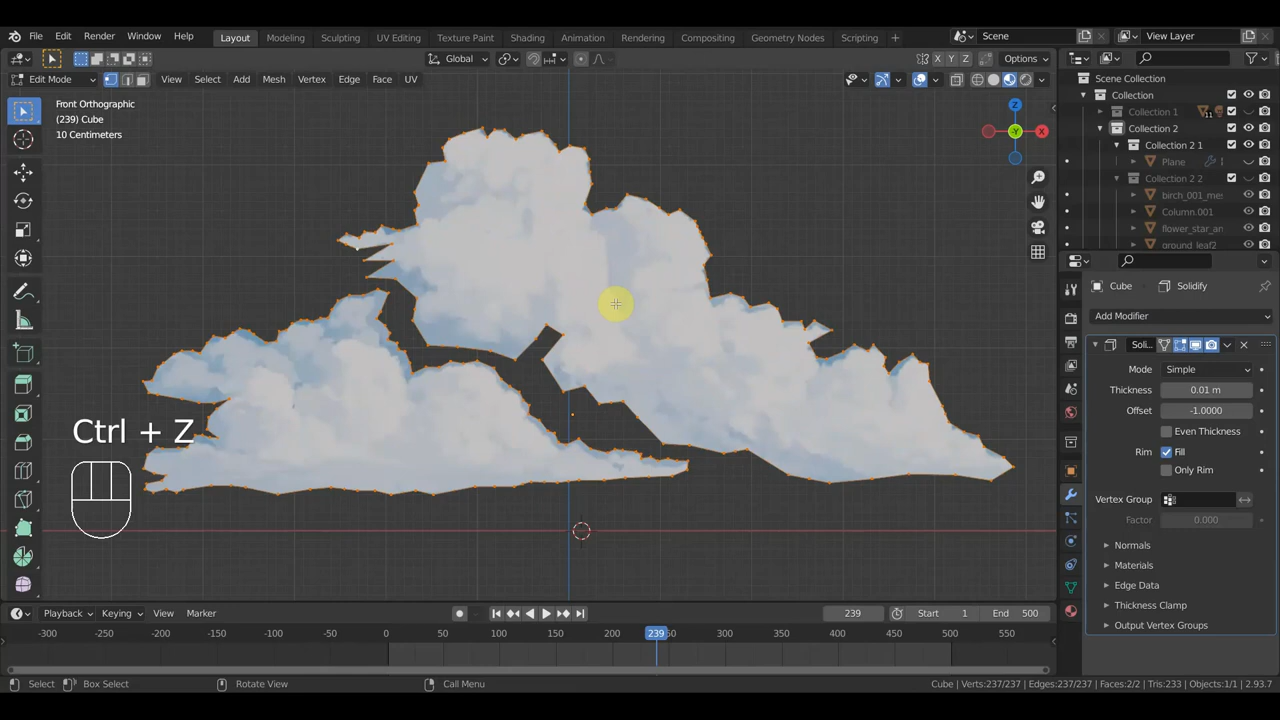 File Edit Render Window Help Layout Modeling Sculpting UV Editing Texture Paint Shading Animation Rendering Compositing Geometry Nodes Scripting + Scene View Layer
Global X Y Z Options
Edit Mode View Select Add Mesh Vertex Edge Face UV
Front Orthographic
(239) Cube
10 Centimeters
Z
X
-Y
Scene Collection
Collection
Collection 1 11
Collection 2
Collection 2 1
Plane
Collection 2 2
birch_001_me
Column.001
flower_star_an
ground leaf2
Cube Solidify
Add Modifier
Soli...
Mode Simple
Thickness 0.01 m
Offset -1.0000
Even Thickness
Rim Fill
Only Rim
Vertex Group
Factor 0.000
Normals
Materials
Edge Data
Thickness Clamp
Output Vertex Groups
Ctrl + Z
Playback Keying View Marker 239 Start 1 End 500
-300 -250 -200 -150 -100 -50 0 50 100 150 200 239 50 300 350 400 450 500 550
Select Box Select Rotate View Call Menu Cube | Verts:237/237 | Edges:237/237 | Faces:2/2 | Tris:233 | Objects:1/1 | 2.93.7